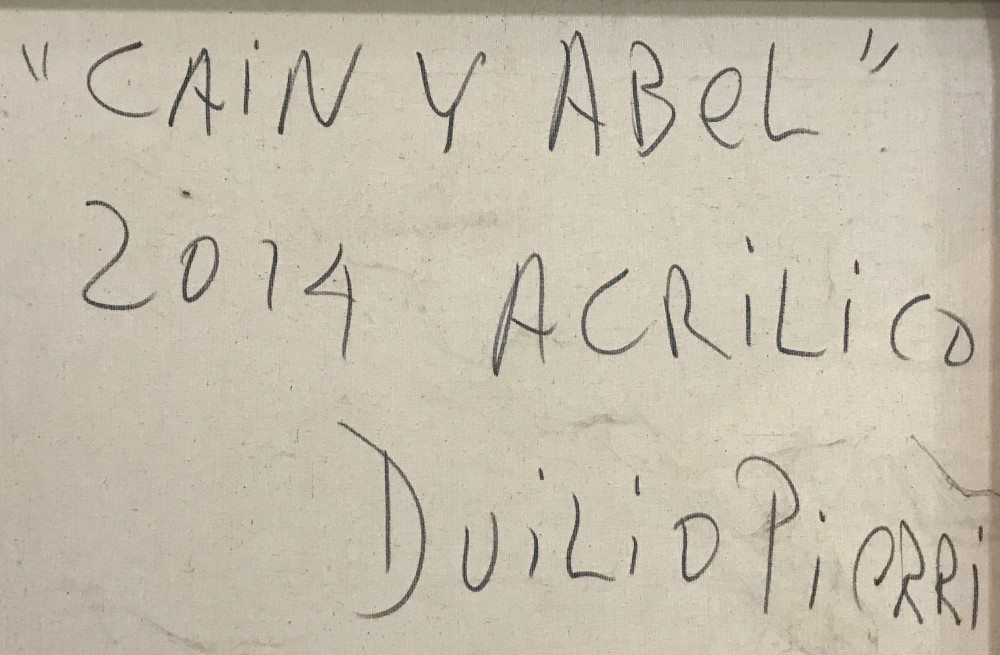 "CAiN Y ABeL"
2014 ACRiLiCO
DUiLiO PieRRi